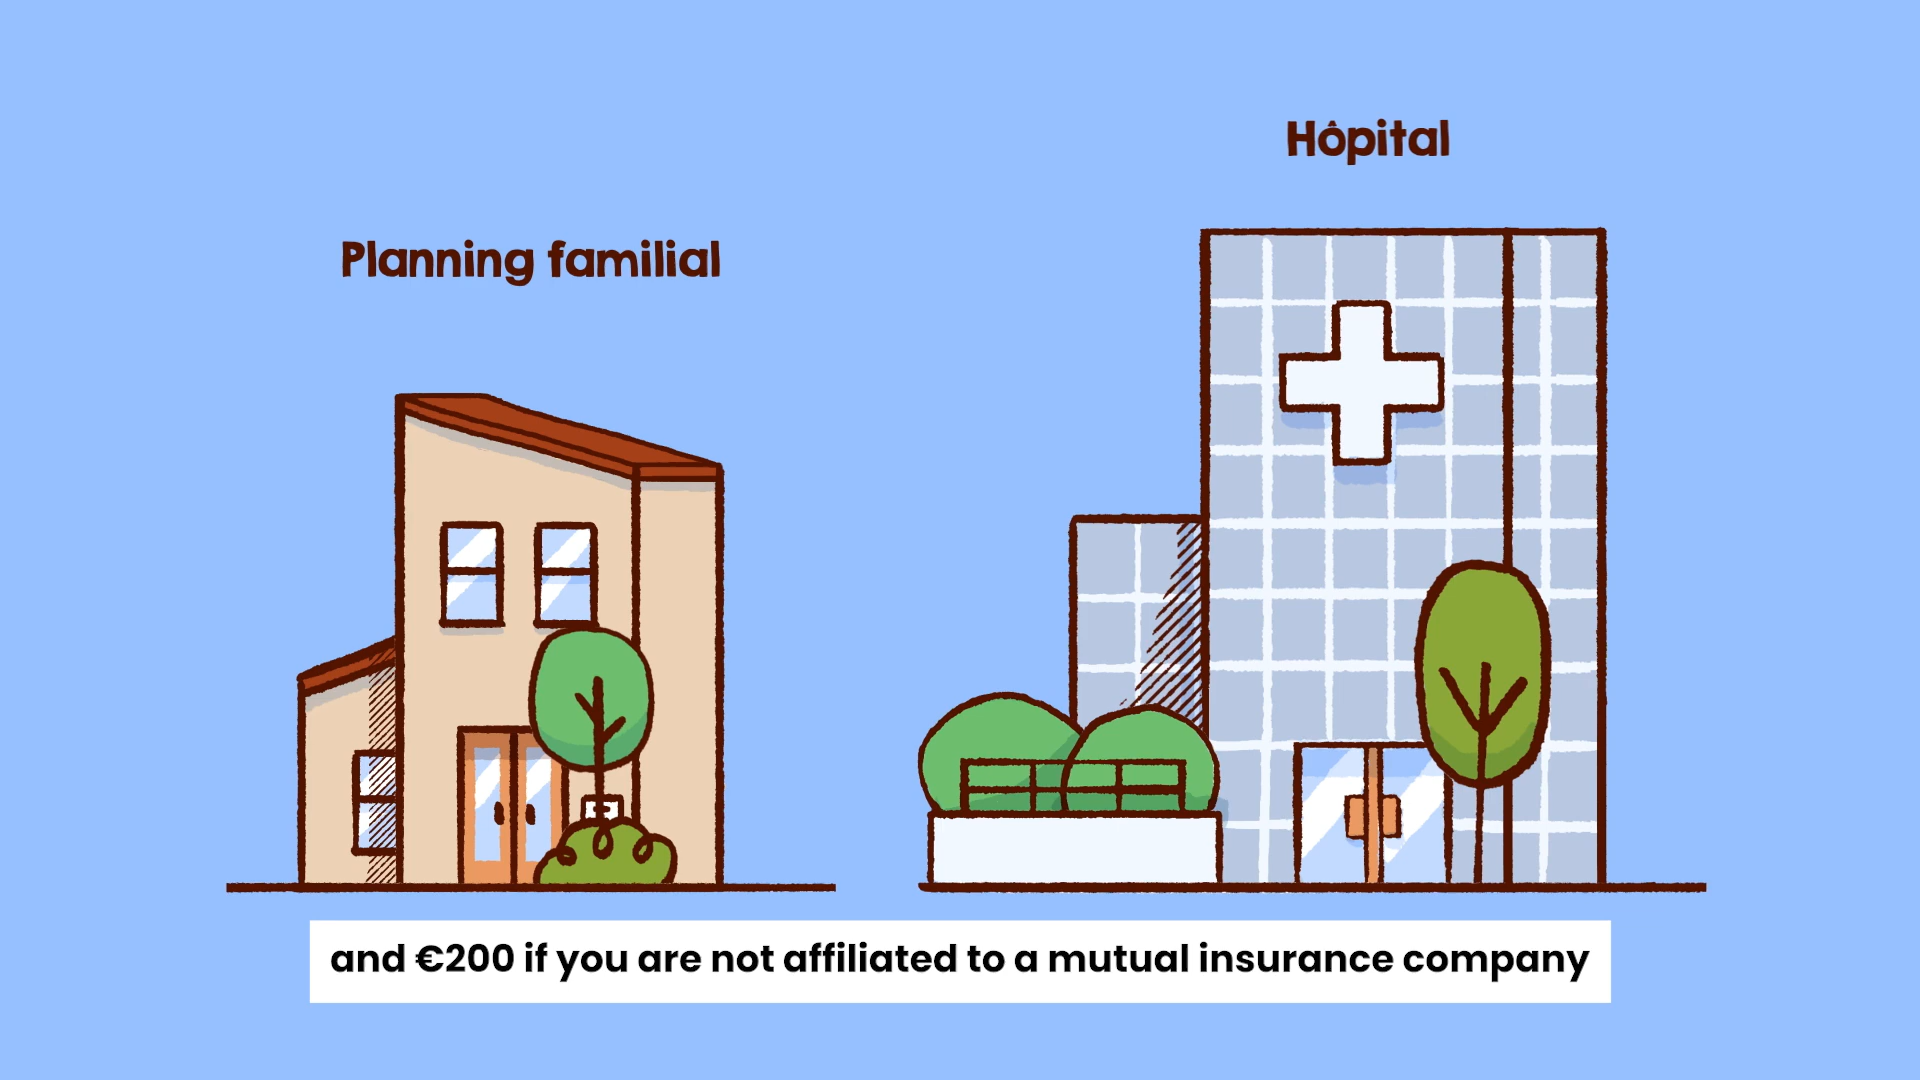 Hôpital
Planning familial
and €200 if you are not affiliated to a mutual insurance company